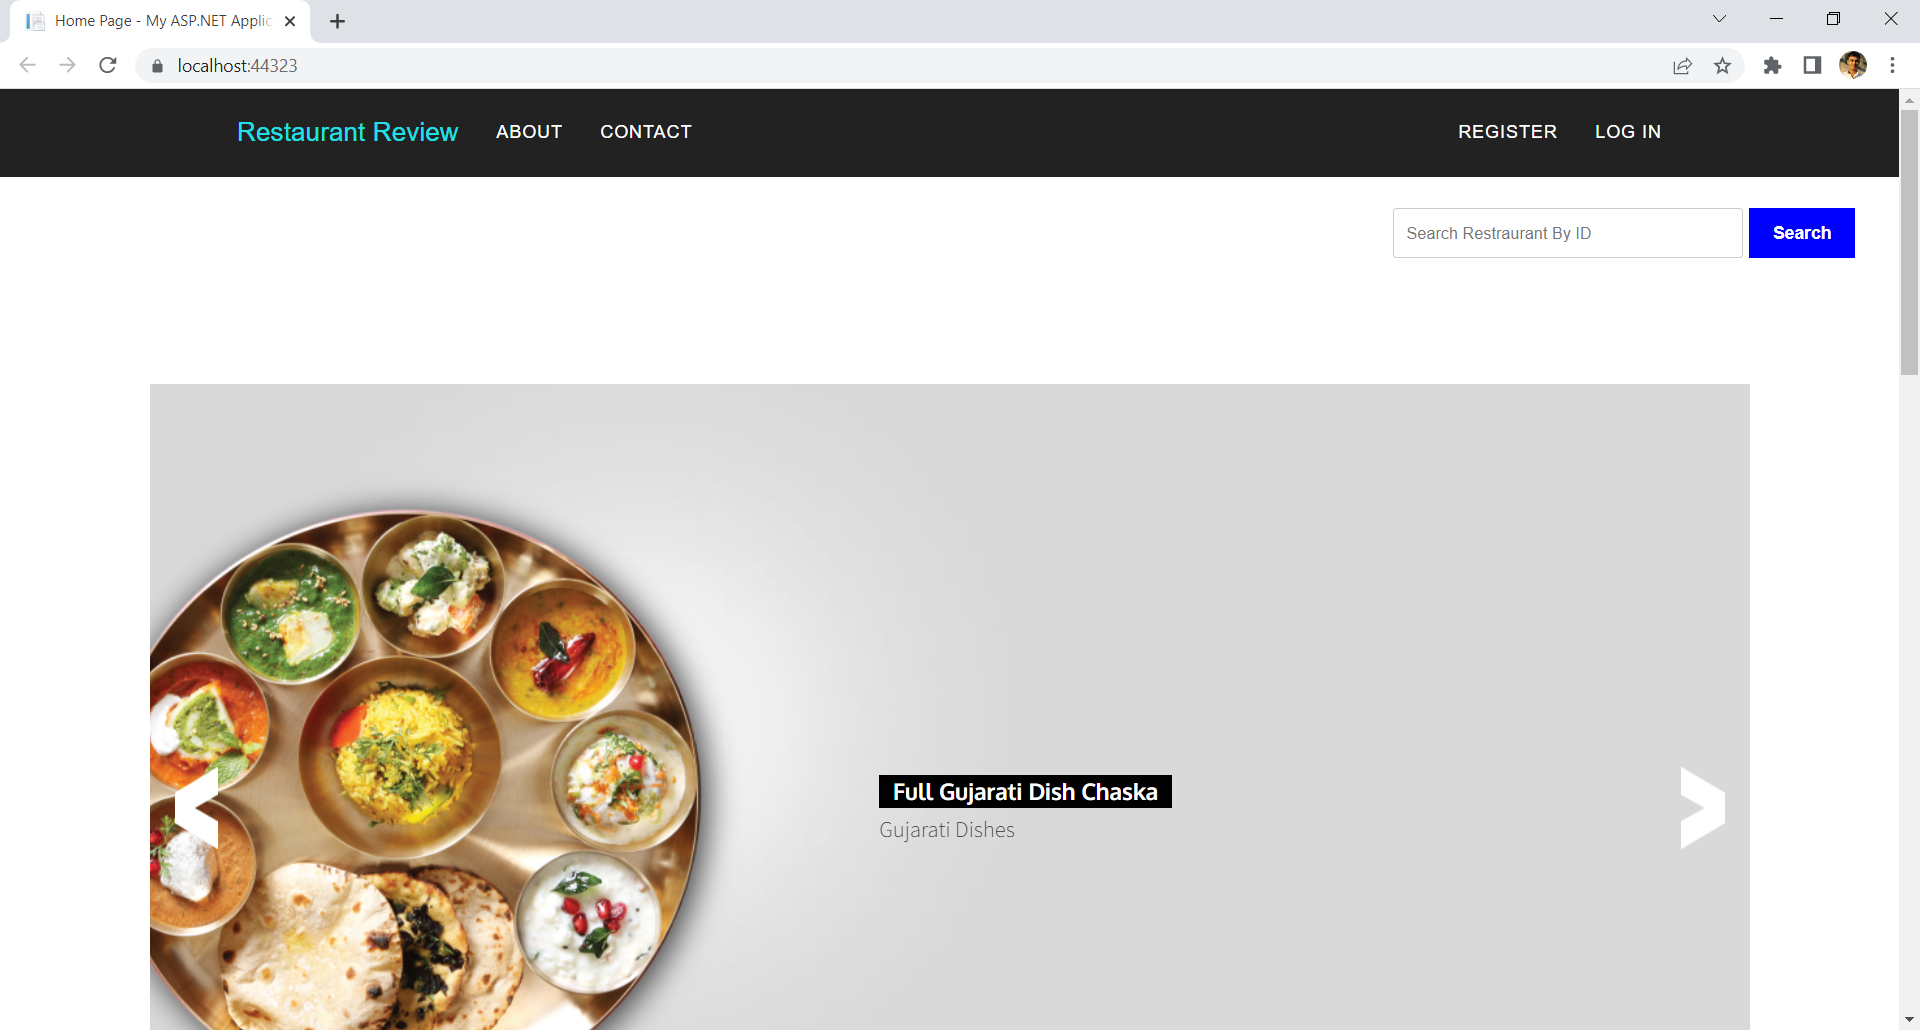 Home Page - My ASP.NET Applic
localhost:44323
Restaurant Review ABOUT CONTACT REGISTER LOG IN
Search Restraurant By ID Search
Full Gujarati Dish Chaska
Gujarati Dishes